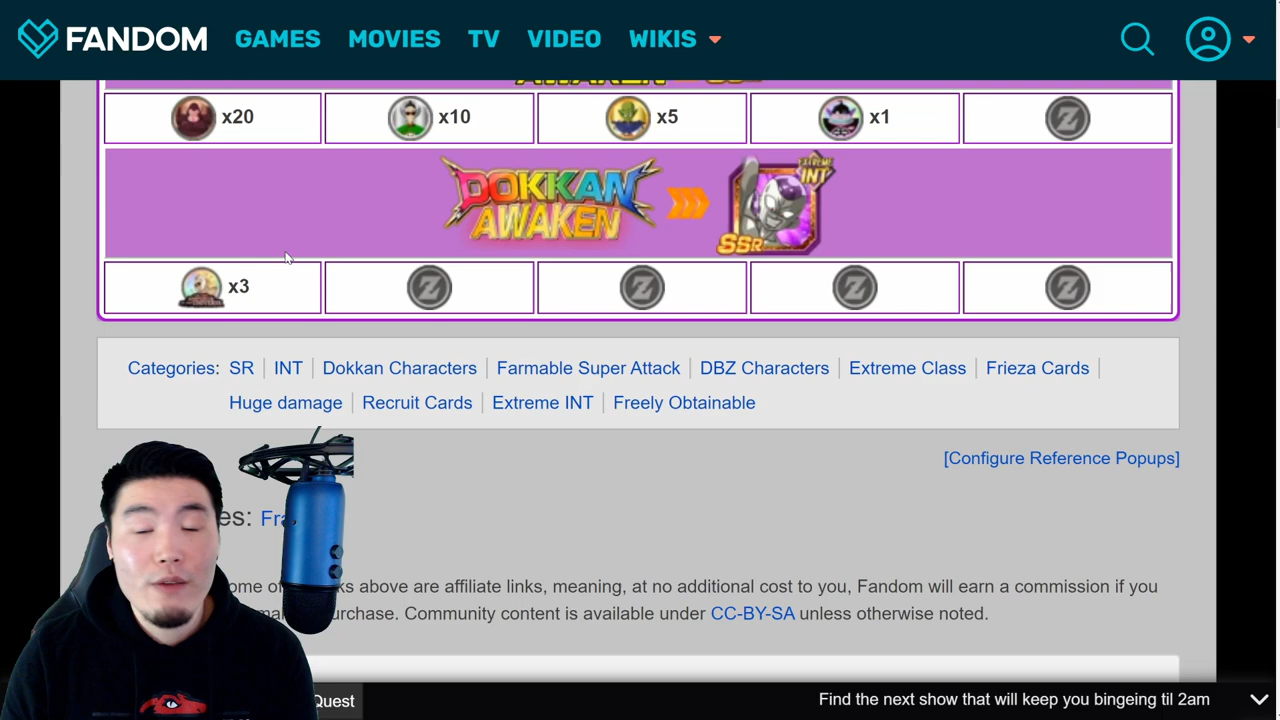 FANDOM GAMES MOVIES TV VIDEO WIKIS
x20 x10 x5 x1
DOKKAN
AWAKEN
SSR
EXTREME
INT
x3
Categories: SR | INT | Dokkan Characters | Farmable Super Attack | DBZ Characters | Extreme Class | Frieza Cards |
Huge damage | Recruit Cards | Extreme INT | Freely Obtainable
[Configure Reference Popups]
es: Fra
ome of ks above are affiliate links, meaning, at no additional cost to you, Fandom will earn a commission if you
urchase. Community content is available under CC-BY-SA unless otherwise noted.
Quest
Find the next show that will keep you bingeing til 2am